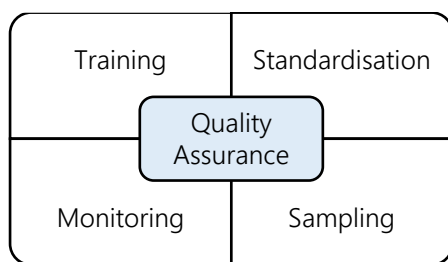 Training
Standardisation
Quality
Assurance
Monitoring
Sampling